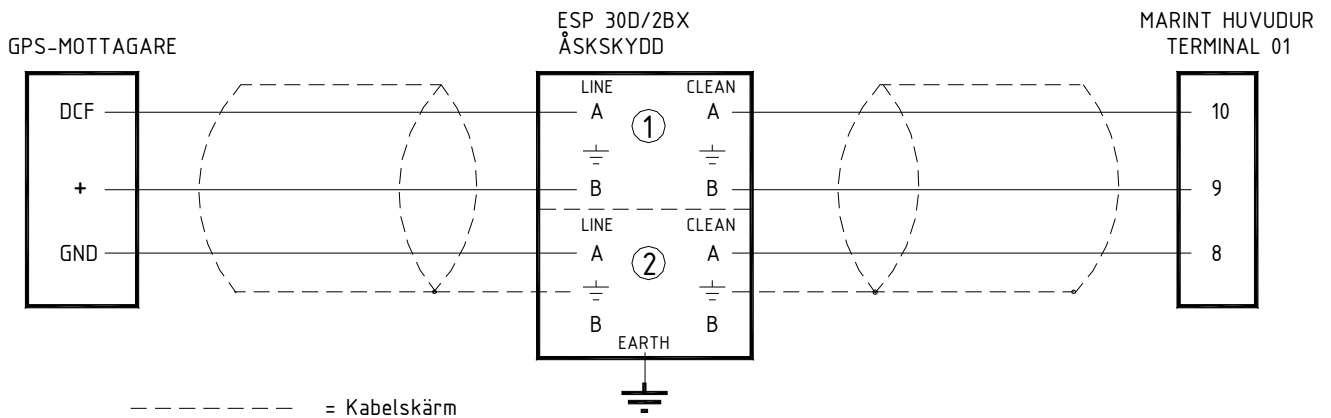 ESP 30D/2BX
ÅSKSKYDD
GPS-MOTTAGARE
MARINT HUVUDUR
TERMINAL 01
LINE CLEAN
DCF A 1 A 10
+ B B 9
LINE CLEAN
GND A 2 A 8
B B
EARTH
= Kabelskärm